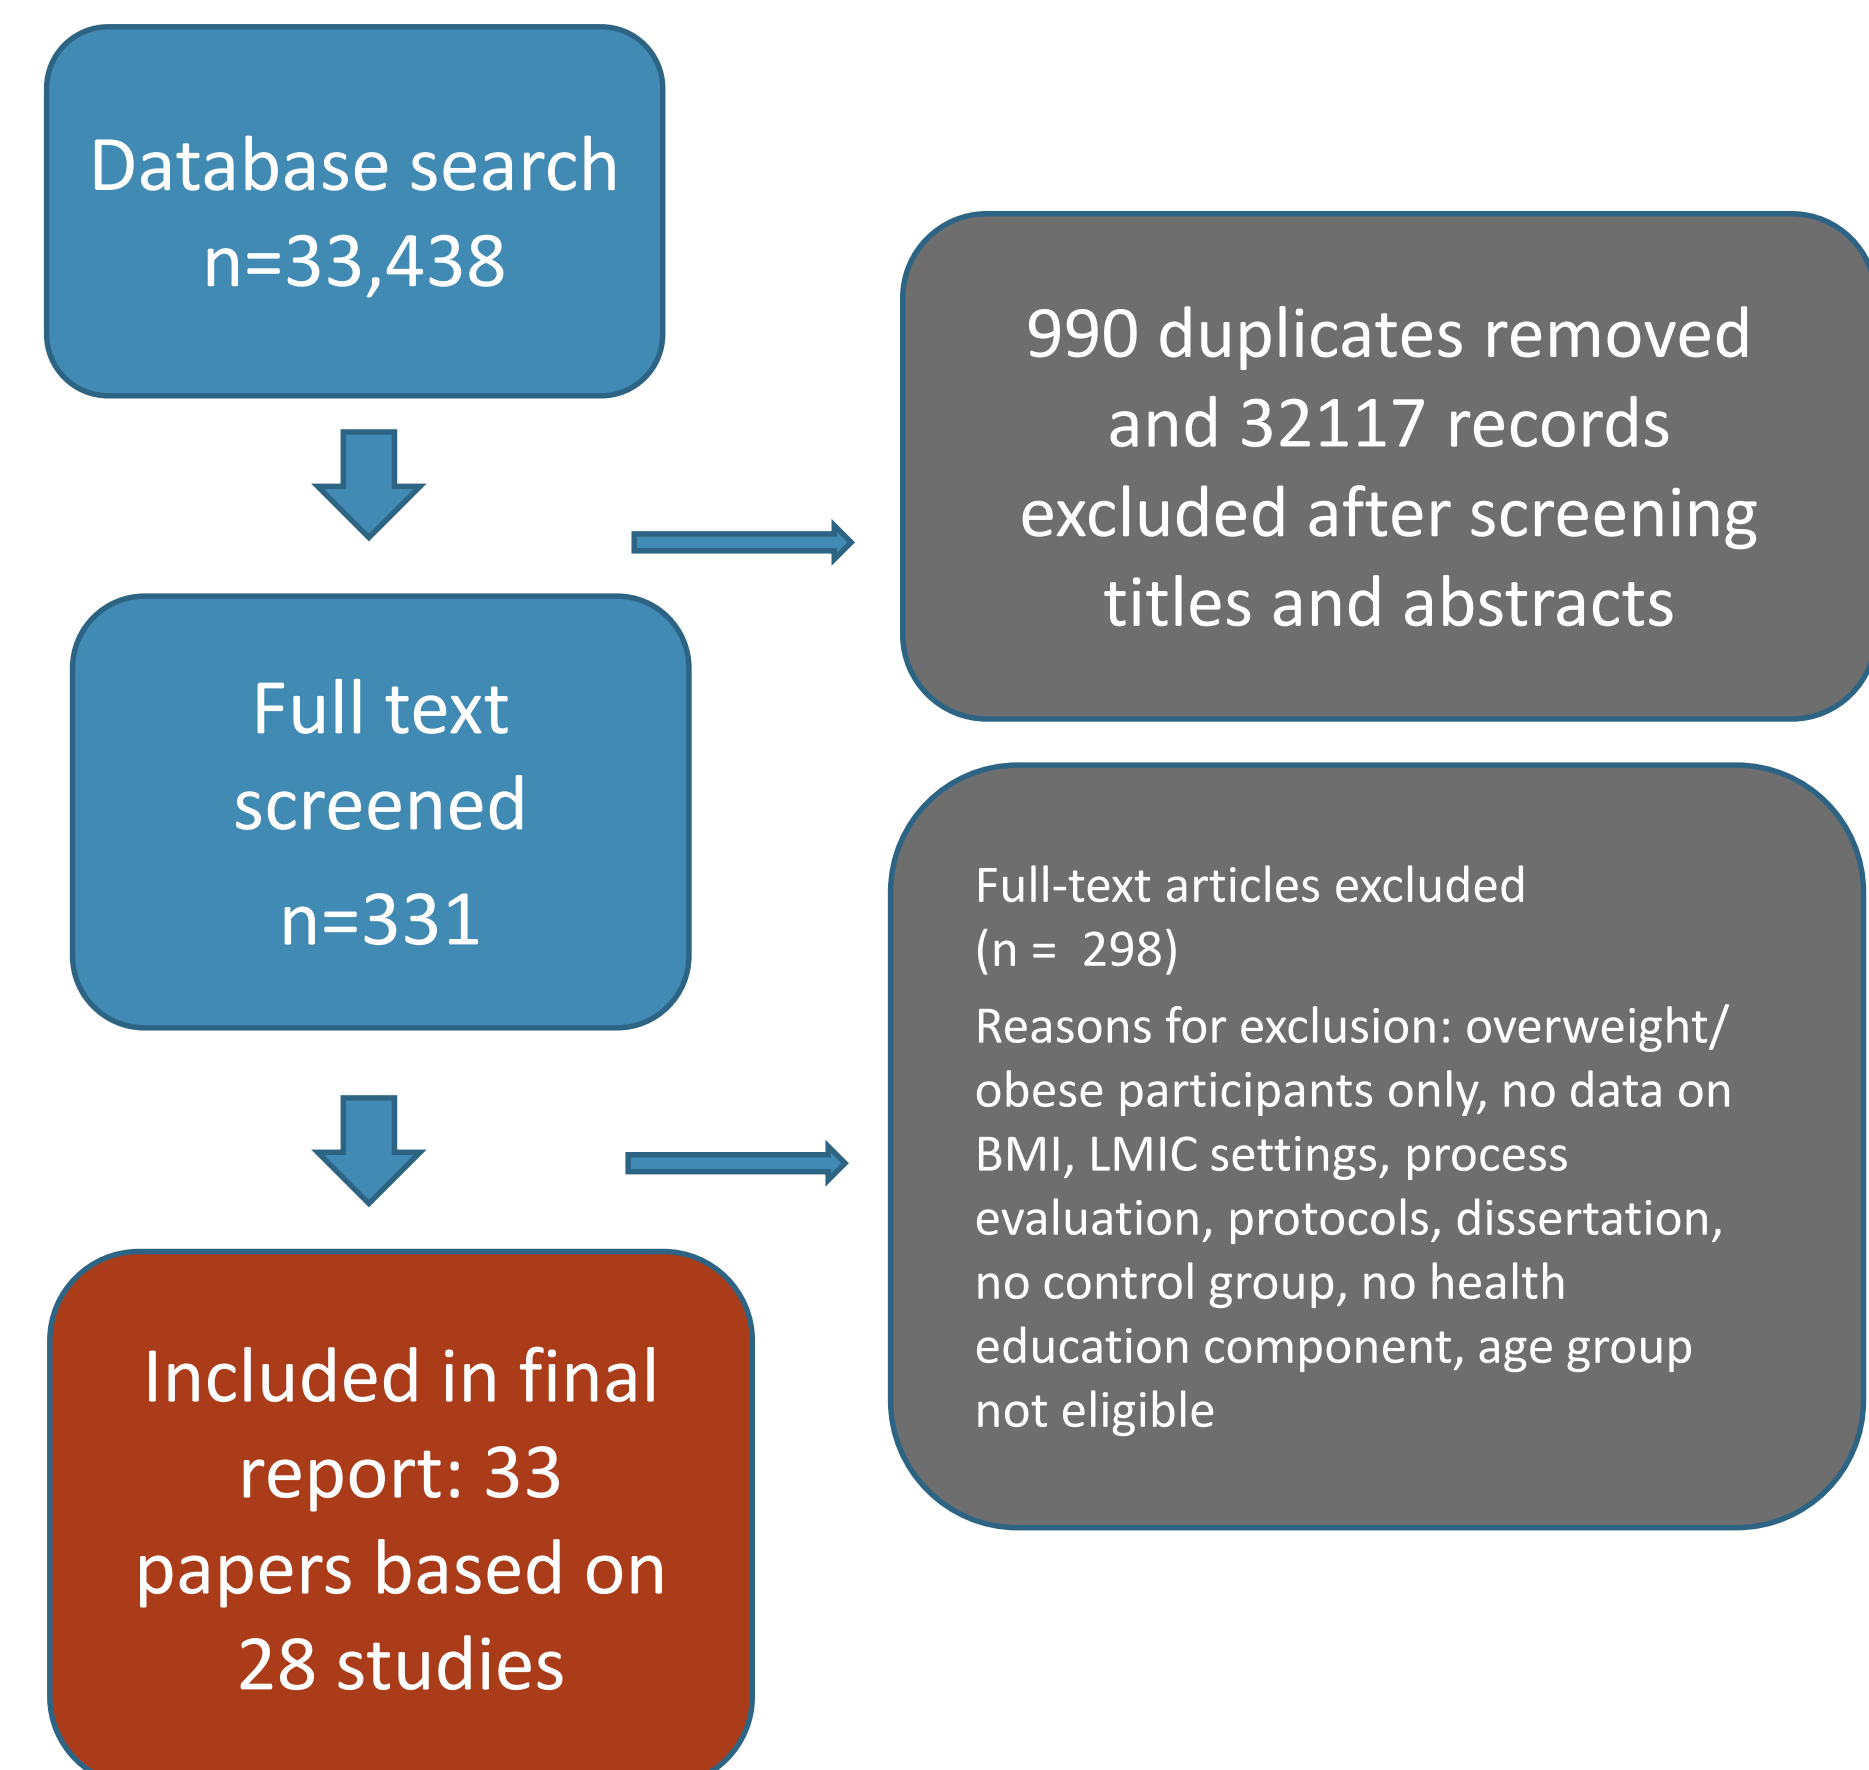 Database search
n=33,438
990 duplicates removed
and 32117 records
excluded after screening
titles and abstracts
Full text
screened
n=331
Full-text articles excluded
(n =  298)
Reasons for exclusion: overweight/
obese participants only, no data on
BMI, LMIC settings, process
evaluation, protocols, dissertation,
no control group, no health
education component, age group
not eligible
Included in final
report: 33
papers based on
28 studies